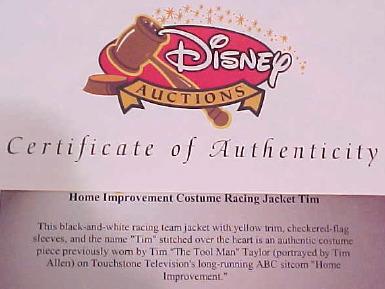 Disney
AUCTIONS
Certificate of Authenticity
Home Improvement Costume Racing Jacket Tim
This black-and-white racing team jacket with yellow trim, checkered-flag
sleeves, and the name "Tim" stitched over the heart is an authentic costume
piece previously worn by Tim "The Tool Man" Taylor (portrayed by Tim
Allen) on Touchstone Television's long-running ABC sitcom "Home
Improvement."